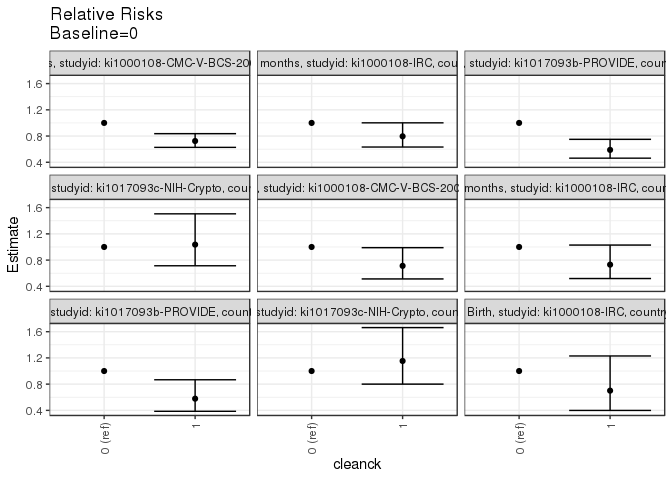 Relative Risks
Baseline=0
studyid: ki1000108-CMC-V-BCS-200
months, studyid: ki1000108-IRC, cou
studyid: ki1017093b-PROVIDE, coun
1.6
1.2
0.8
0.4
studyid: ki1017093c-NIH-Crypto, coun
, studyid: ki1000108-CMC-V-BCS-200
months, studyid: ki1000108-IRC, coun
1.6
1.2
0.8
0.4
studyid: ki1017093b-PROVIDE, count
studyid: ki1017093c-NIH-Crypto, coun
Birth, studyid: ki1000108-IRC, country
1.6
1.2
0.8
0.4
Estimate
0 (ref)
1
0 (ref)
1
0 (ref)
1
cleanck